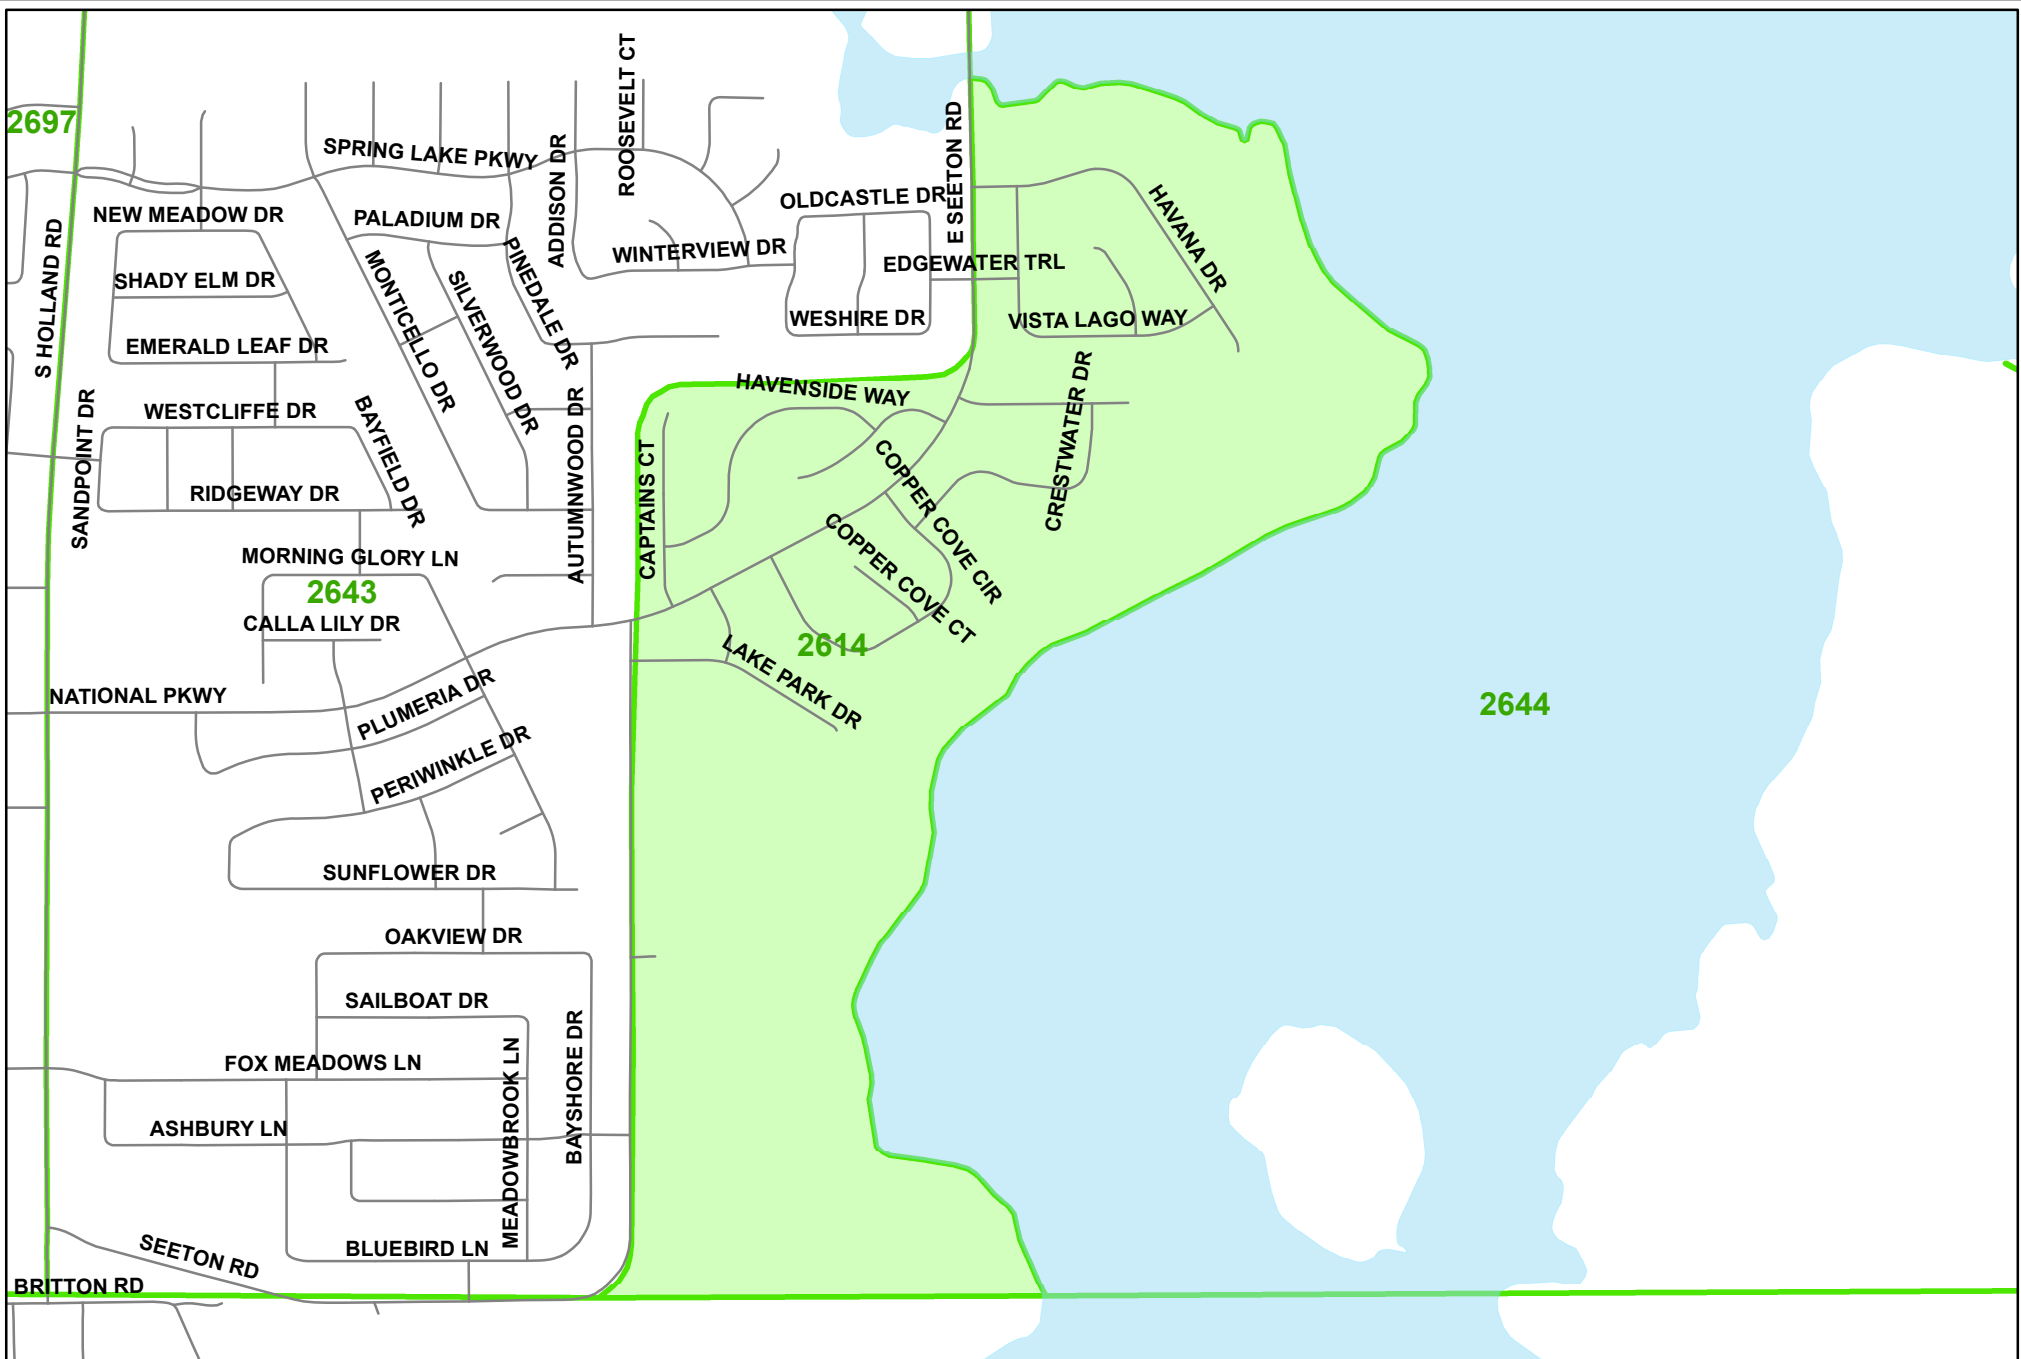 ROOSEVELT CT
2697
SPRING LAKE PKWY
ADDISON DR
E SEETON RD
OLDCASTLE DR
HAVANA DR
NEW MEADOW DR
PALADIUM DR
S HOLLAND RD
WINTERVIEW DR
EDGEWATER TRL
SHADY ELM DR
MONTICELLO DR
SILVERWOOD DR
PINEDALE DR
WESHIRE DR
VISTA LAGO WAY
EMERALD LEAF DR
HAVENSIDE WAY
CRESTWATER DR
SANDPOINT DR
WESTCLIFFE DR
BAYFIELD DR
AUTUMNWOOD DR
CAPTAINS CT
COPPER COVE CIR
RIDGEWAY DR
COPPER COVE CT
MORNING GLORY LN
2643
CALLA LILY DR
2614
LAKE PARK DR
NATIONAL PKWY
PLUMERIA DR
2644
PERIWINKLE DR
SUNFLOWER DR
OAKVIEW DR
SAILBOAT DR
BAYSHORE DR
MEADOWBROOK LN
FOX MEADOWS LN
ASHBURY LN
SEETON RD
BLUEBIRD LN
BRITTON RD